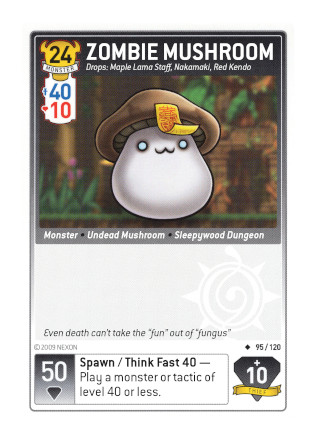 24
MONSTER
ZOMBIE MUSHROOM
Drops: Maple Lama Staff, Nakamaki, Red Kendo
40
10
Monster • Undead Mushroom • Sleepywood Dungeon
Even death can't take the "fun" out of "fungus"
© 2009 NEXON
◆ 95/120
50
Spawn / Think Fast 40 —
Play a monster or tactic of
level 40 or less.
+
10
THIEF